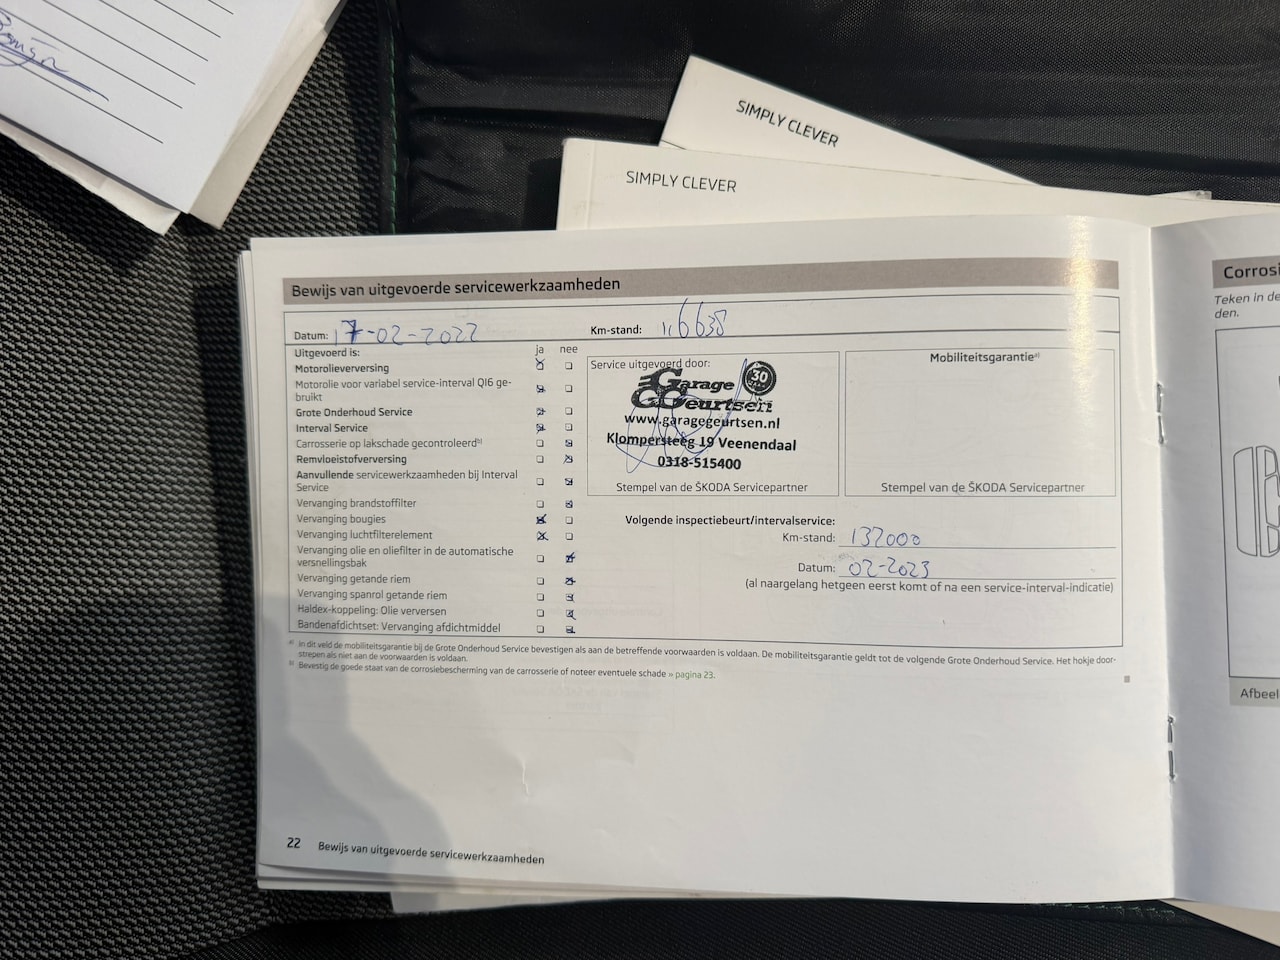 SIMPLY CLEVER
SIMPLY CLEVER
Bewijs van uitgevoerde servicewerkzaamheden
Datum: 17-02-2022
Km-stand: 116638
Uitgevoerd is:
ja nee
Motorolieverversing
Motorolie voor variabel service-interval QI6 ge-
bruikt
Grote Onderhoud Service
Interval Service
Carrosserie op lakschade gecontroleerd b)
Remvloeistofverversing
Aanvullende servicewerkzaamheden bij Interval
Service
Vervanging brandstoffilter
Vervanging bougies
Vervanging luchtfilterelement
Vervanging olie en oliefilter in de automatische
versnellingsbak
Vervanging getande riem
Vervanging spanrol getande riem
Haldex-koppeling: Olie verversen
Bandenafdichtset: Vervanging afdichtmiddel
Service uitgevoerd door:
30
Garage
Geurtsen
www.garagegeurtsen.nl
Klompersteeg 19 Veenendaal
0318-515400
Stempel van de ŠKODA Servicepartner
Mobiliteitsgarantie a)
Stempel van de ŠKODA Servicepartner
Volgende inspectiebeurt/intervalservice:
Km-stand: 132000
Datum: 02-2023
(al naargelang hetgeen eerst komt of na een service-interval-indicatie)
a) In dit veld de mobiliteitsgarantie bij de Grote Onderhoud Service bevestigen als aan de betreffende voorwaarden is voldaan. De mobiliteitsgarantie geldt tot de volgende Grote Onderhoud Service. Het hokje door-
strepen als niet aan de voorwaarden is voldaan.
b) Bevestig de goede staat van de corrosiebescherming van de carrosserie of noteer eventuele schade » pagina 23.
22 Bewijs van uitgevoerde servicewerkzaamheden
Corrosi
Teken in de
den.
Afbeel